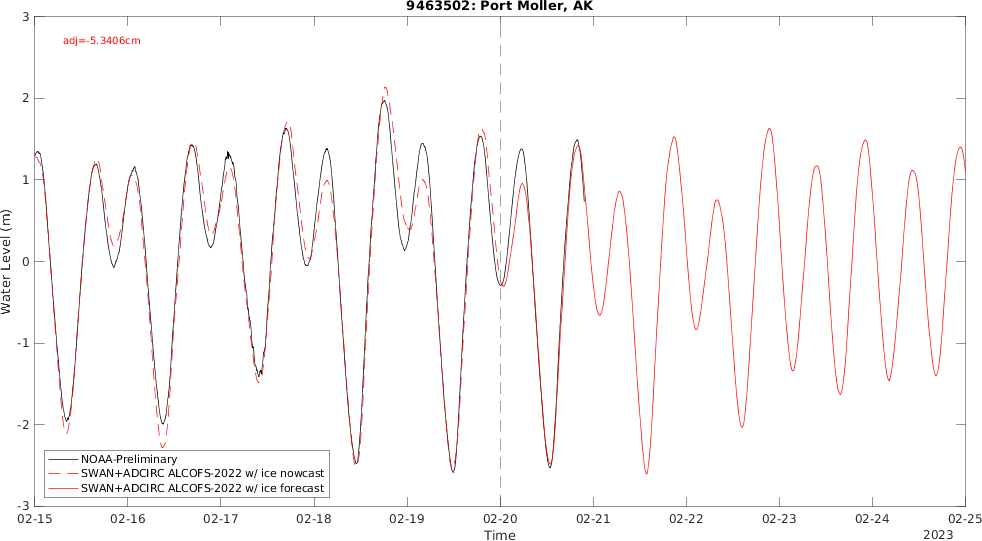 9463502: Port Moller, AK
adj=-5.3406cm
3
2
1
0
-1
-2
-3
Water Level (m)
NOAA-Preliminary
SWAN+ADCIRC ALCOFS-2022 w/ ice nowcast
SWAN+ADCIRC ALCOFS-2022 w/ ice forecast
02-15 02-16 02-17 02-18 02-19 02-20 02-21 02-22 02-23 02-24 02-25
Time
2023